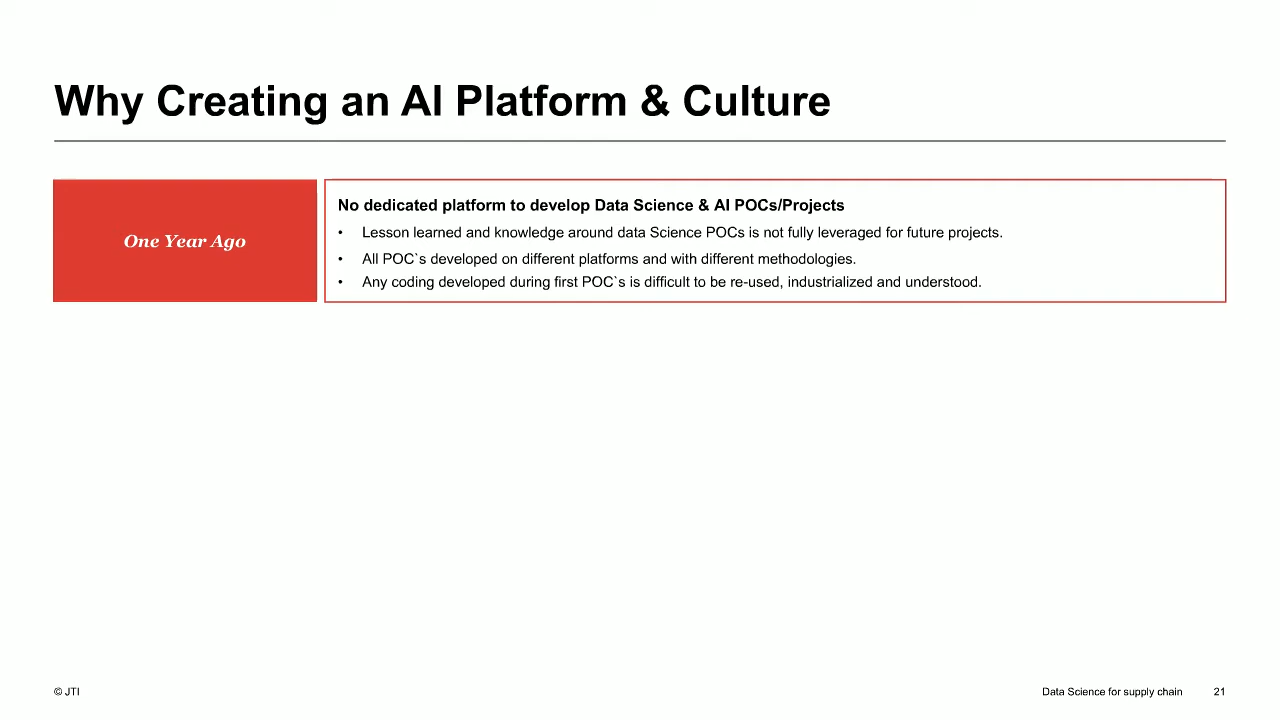 Why Creating an AI Platform & Culture
One Year Ago
No dedicated platform to develop Data Science & AI POCs/Projects
• Lesson learned and knowledge around data Science POCs is not fully leveraged for future projects.
• All POC`s developed on different platforms and with different methodologies.
• Any coding developed during first POC`s is difficult to be re-used, industrialized and understood.
© JTI
Data Science for supply chain 21